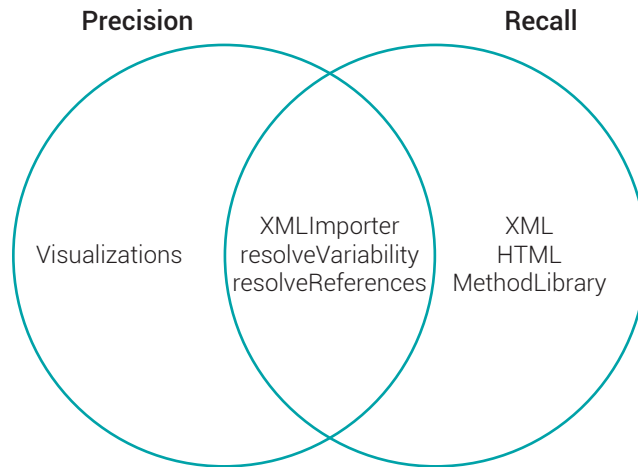 Precision
Recall
Visualizations
XMLImporter
resolveVariability
resolveReferences
XML
HTML
MethodLibrary